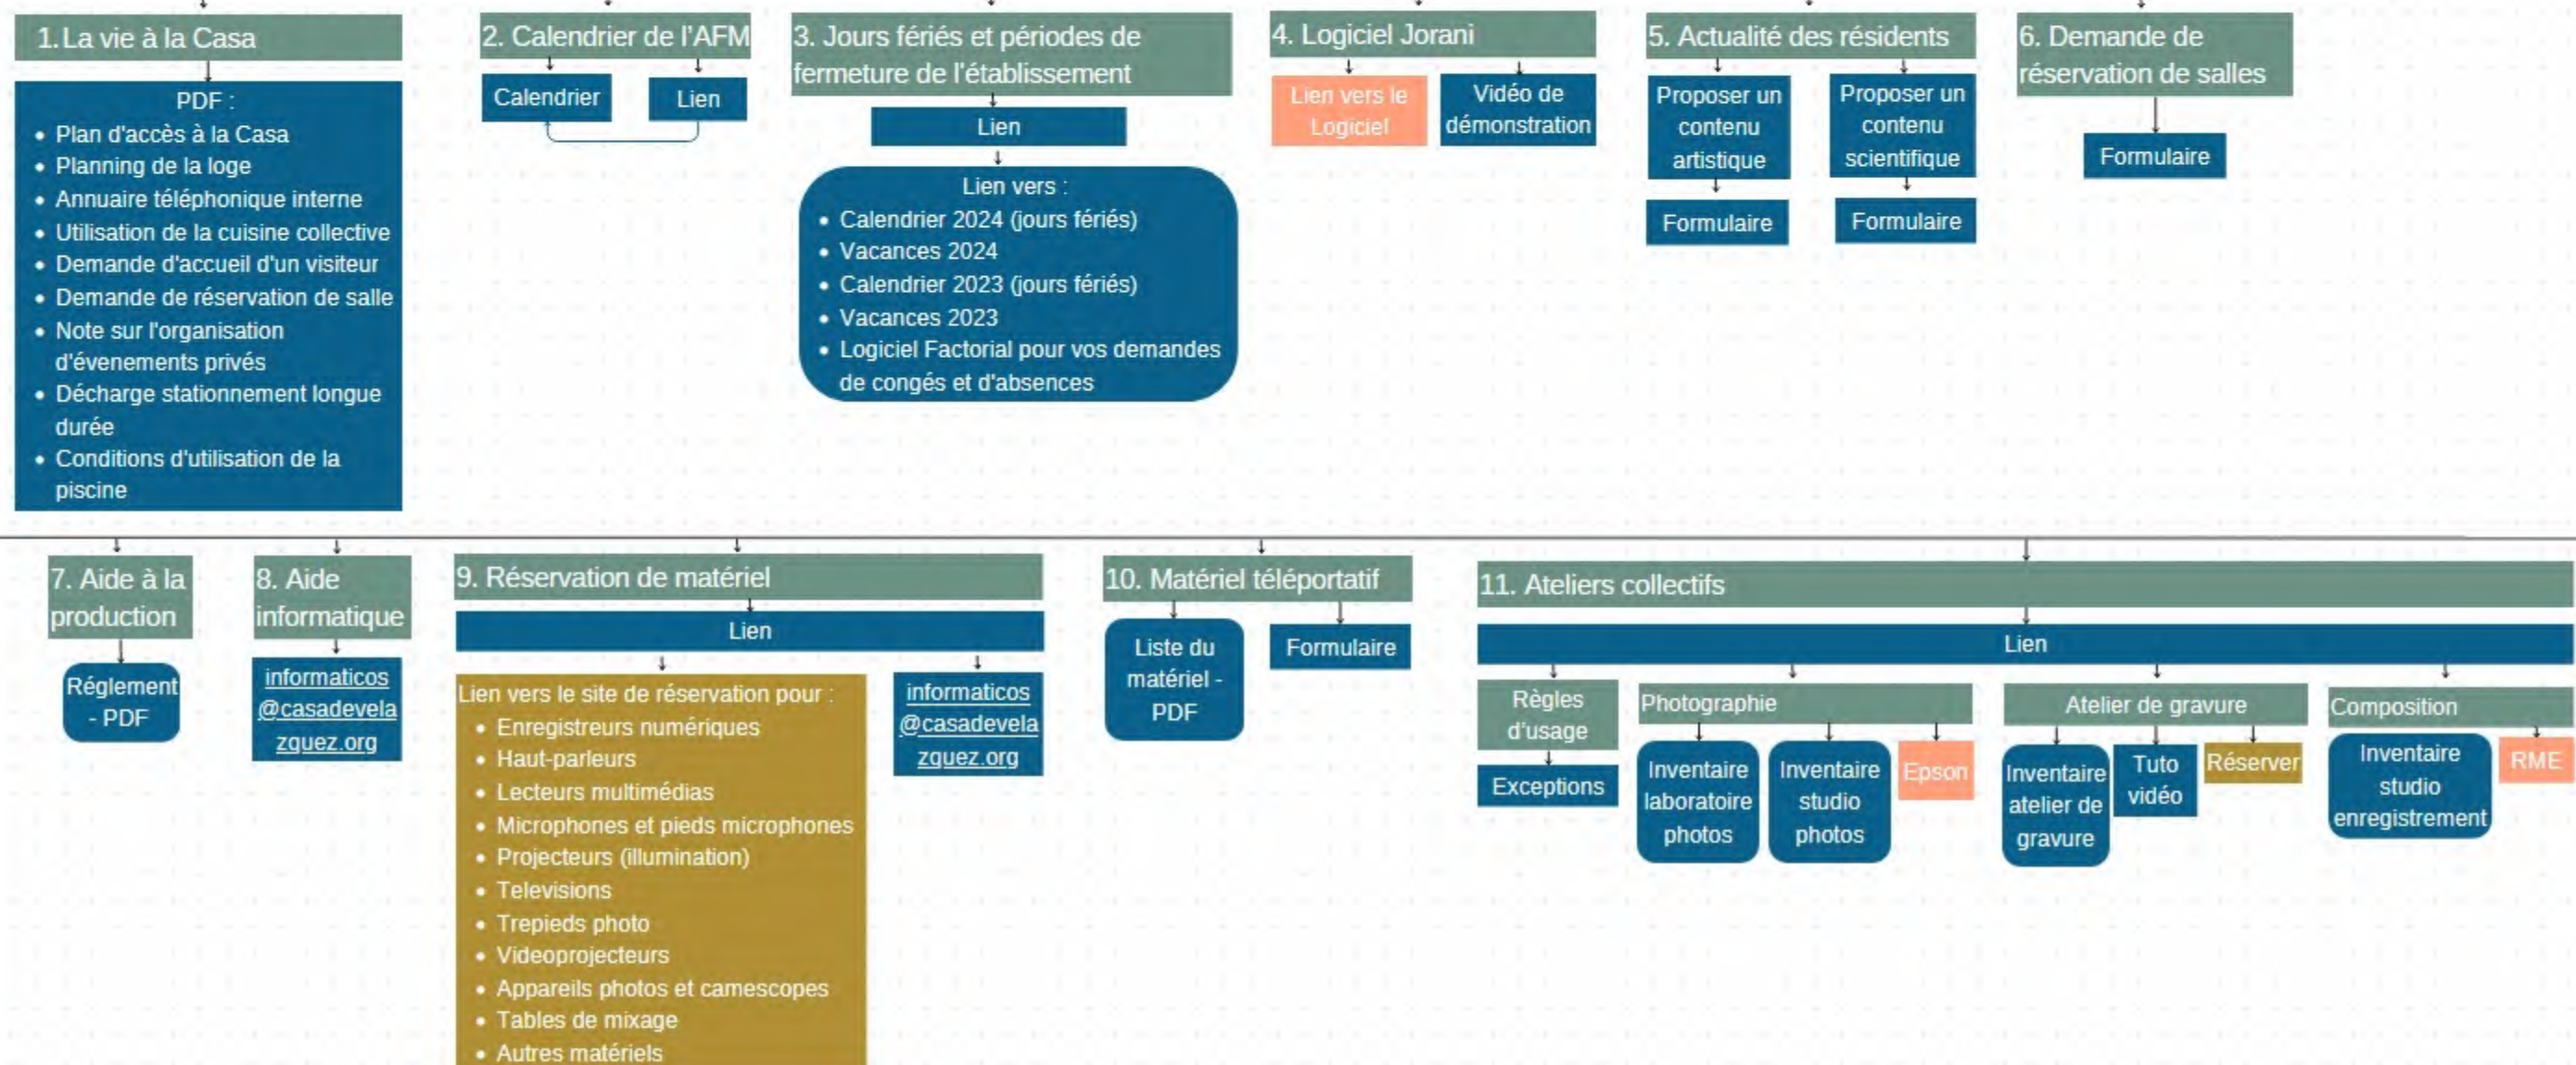 1. La vie à la Casa
PDF :
• Plan d'accès à la Casa
• Planning de la loge
• Annuaire téléphonique interne
• Utilisation de la cuisine collective
• Demande d'accueil d'un visiteur
• Demande de réservation de salle
• Note sur l'organisation
d'évenements privés
• Décharge stationnement longue
durée
• Conditions d'utilisation de la
piscine
2. Calendrier de l'AFM
Calendrier
Lien
3. Jours fériés et périodes de
fermeture de l'établissement
Lien
Lien vers :
• Calendrier 2024 (jours fériés)
• Vacances 2024
• Calendrier 2023 (jours fériés)
• Vacances 2023
• Logiciel Factorial pour vos demandes
de congés et d'absences
4. Logiciel Jorani
Lien vers le
Logiciel
Vidéo de
démonstration
5. Actualité des résidents
Proposer un
contenu
artistique
Formulaire
Proposer un
contenu
scientifique
Formulaire
6. Demande de
réservation de salles
Formulaire
7. Aide à la
production
Réglement
- PDF
8. Aide
informatique
informaticos
@casadevela
zquez.org
9. Réservation de matériel
Lien
Lien vers le site de réservation pour :
• Enregistreurs numériques
• Haut-parleurs
• Lecteurs multimédias
• Microphones et pieds microphones
• Projecteurs (illumination)
• Televisions
• Trepieds photo
• Videoprojecteurs
• Appareils photos et camescopes
• Tables de mixage
• Autres matériels
informaticos
@casadevela
zquez.org
10. Matériel téléportatif
Liste du
matériel -
PDF
Formulaire
11. Ateliers collectifs
Lien
Règles
d'usage
Exceptions
Photographie
Inventaire
laboratoire
photos
Inventaire
studio
photos
Epson
Atelier de gravure
Inventaire
atelier de
gravure
Tuto
vidéo
Réserver
Composition
Inventaire
studio
enregistrement
RME